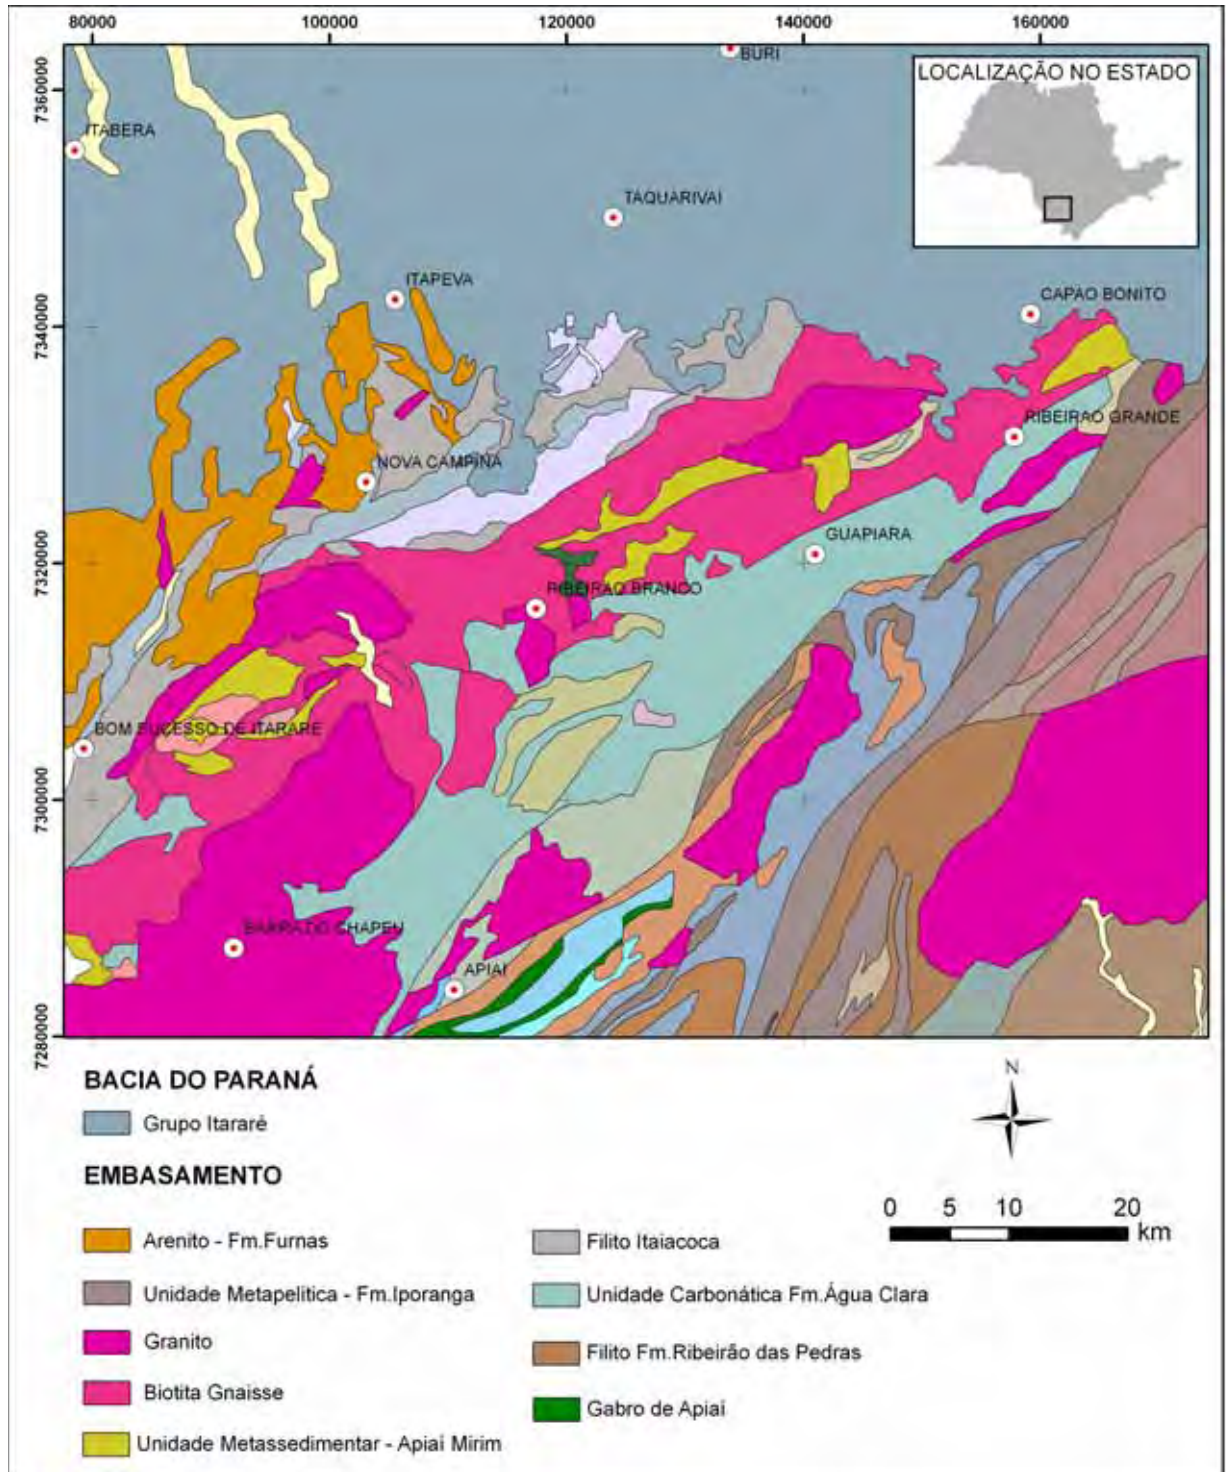 80000 100000 120000 140000 160000
7360000
7340000
7320000
7300000
7280000
BURI
LOCALIZAÇÃO NO ESTADO
ITABERA
TAQUARIVAI
ITAPEVA
CAPAO BONITO
RIBEIRAO GRANDE
NOVA CAMPINA
GUAPIARA
RIBEIRAO BRANCO
BOM SUCESSO DE ITARARE
BARRA DO CHAPEU
APIAI
BACIA DO PARANÁ
Grupo Itararé
N
EMBASAMENTO
0 5 10 20
km
Arenito - Fm.Furnas
Unidade Metapelitica - Fm.Iporanga
Granito
Biotita Gnaisse
Unidade Metassedimentar - Apiaí Mirim
Filito Itaiacoca
Unidade Carbonática Fm.Água Clara
Filito Fm.Ribeirão das Pedras
Gabro de Apiaí